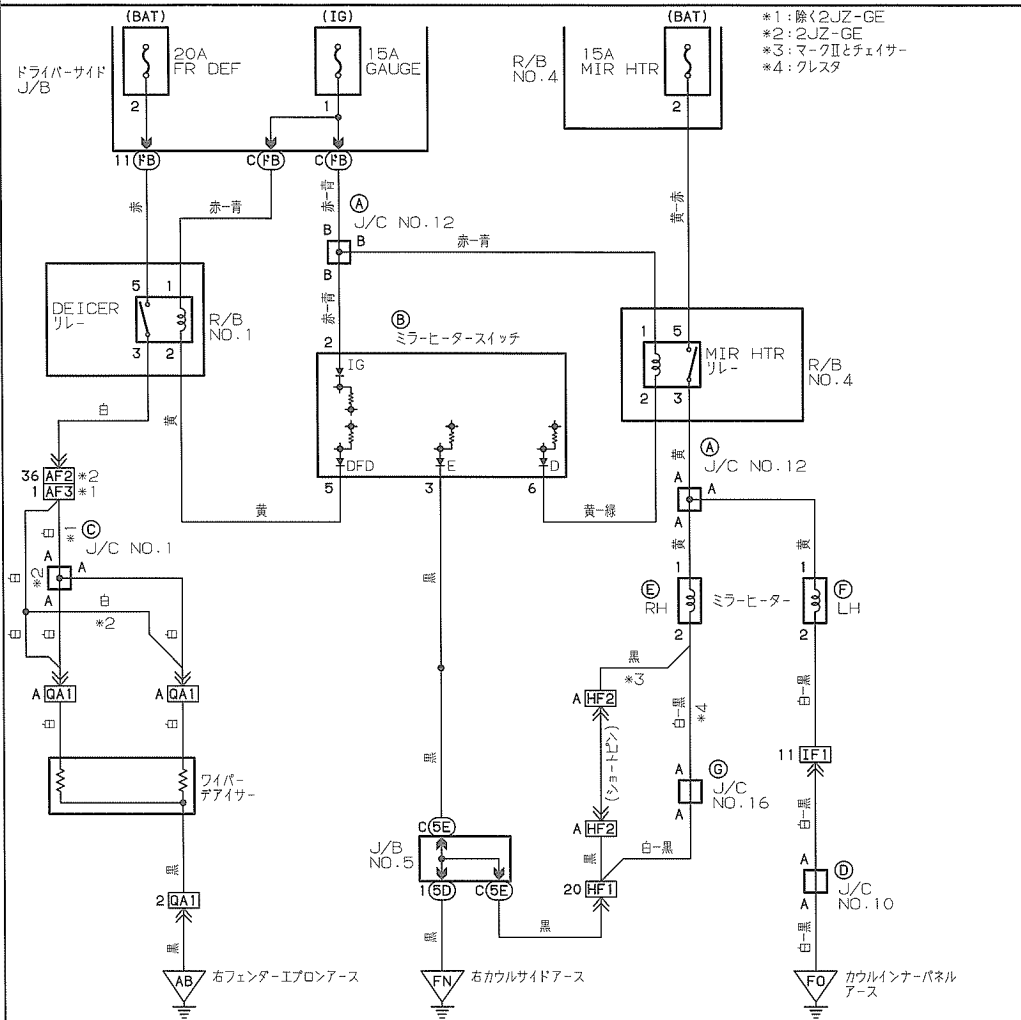 (BAT)
(IG)
(BAT)
*1:除く2JZ-GE
*2:2JZ-GE
*3:マークIIとチェイサー
*4:クレスタ
20A
FR DEF
15A
GAUGE
R/B
NO.4
15A
MIR HTR
ドライバーサイド
J/B
2
1
2
11 ドB
C ドB
C ドB
赤
赤-青
赤-青
A
J/C NO.12
B
B
B
赤-青
黄-赤
赤-青
DEICER
リレー
5 1
3 2
R/B
NO.1
B
ミラーヒータースイッチ
2
IG
DFD
E
D
5
3
6
1 5
2 3
MIR HTR
リレー
R/B
NO.4
白
黄
黄
黄-緑
黄
A
J/C NO.12
A
A
A
36 AF2 *2
1 AF3 *1
白
*1
C
J/C NO.1
A
A
A
白
*2
白
*2
白
白
白
黒
黄
黄
1
E
RH
2
ミラーヒーター
1
F
LH
2
黒
*3
A HF2
(ショートピン)
白-黒
*4
白-黒
A QA1
A QA1
白
白
黒
11 IF1
A
G
J/C
NO.16
A
白-黒
ワイパー
デアイサー
A HF2
C 5E
J/B
NO.5
黒
白-黒
A
D
J/C
NO.10
A
1 5D
C 5E
20 HF1
黒
2 QA1
黒
黒
黒
白-黒
AB
右フェンダーエプロンアース
FN
右カウルサイドアース
FO
カウルインナーパネル
アース